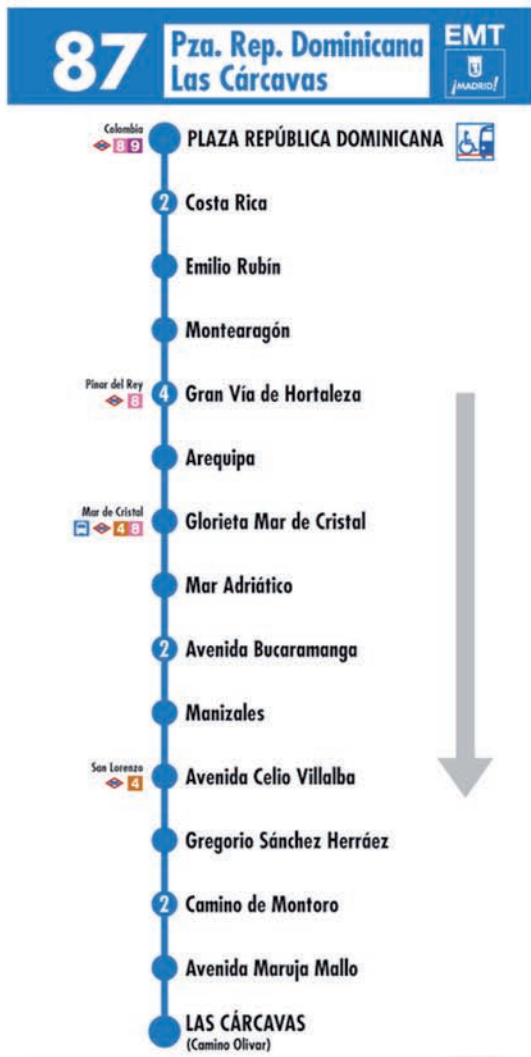 87
Pza. Rep. Dominicana
Las Cárcavas
EMT
¡MADRID!
Colombia
8 9
PLAZA REPÚBLICA DOMINICANA
2 Costa Rica
Emilio Rubín
Montearagón
Pinar del Rey
8
4 Gran Vía de Hortaleza
Arequipa
Mar de Cristal
4 8
Glorieta Mar de Cristal
Mar Adriático
2 Avenida Bucaramanga
Manizales
San Lorenzo
4
Avenida Celio Villalba
Gregorio Sánchez Herráez
2 Camino de Montoro
Avenida Maruja Mallo
LAS CÁRCAVAS
(Camino Olivar)